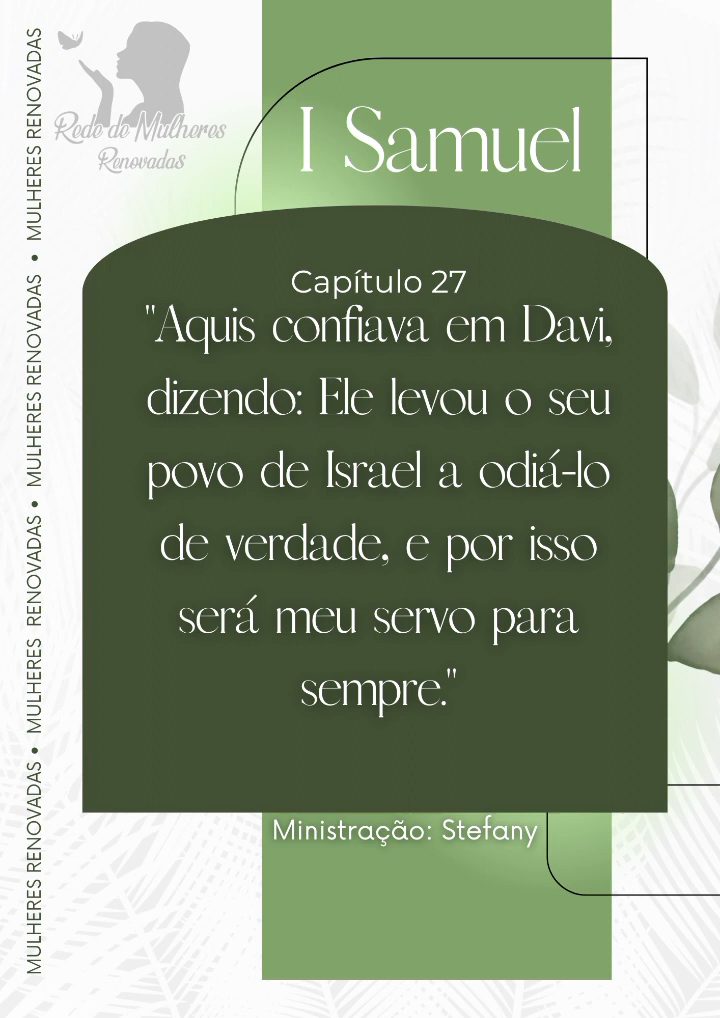 Rede de Mulheres
Renovadas
I Samuel
Capítulo 27
"Aquis confiava em Davi,
dizendo: Ele levou o seu
povo de Israel a odiá-lo
de verdade, e por isso
será meu servo para
sempre."
Ministração: Stefany
MULHERES RENOVADAS • MULHERES RENOVADAS • MULHERES RENOVADAS • MULHERES RENOVADAS